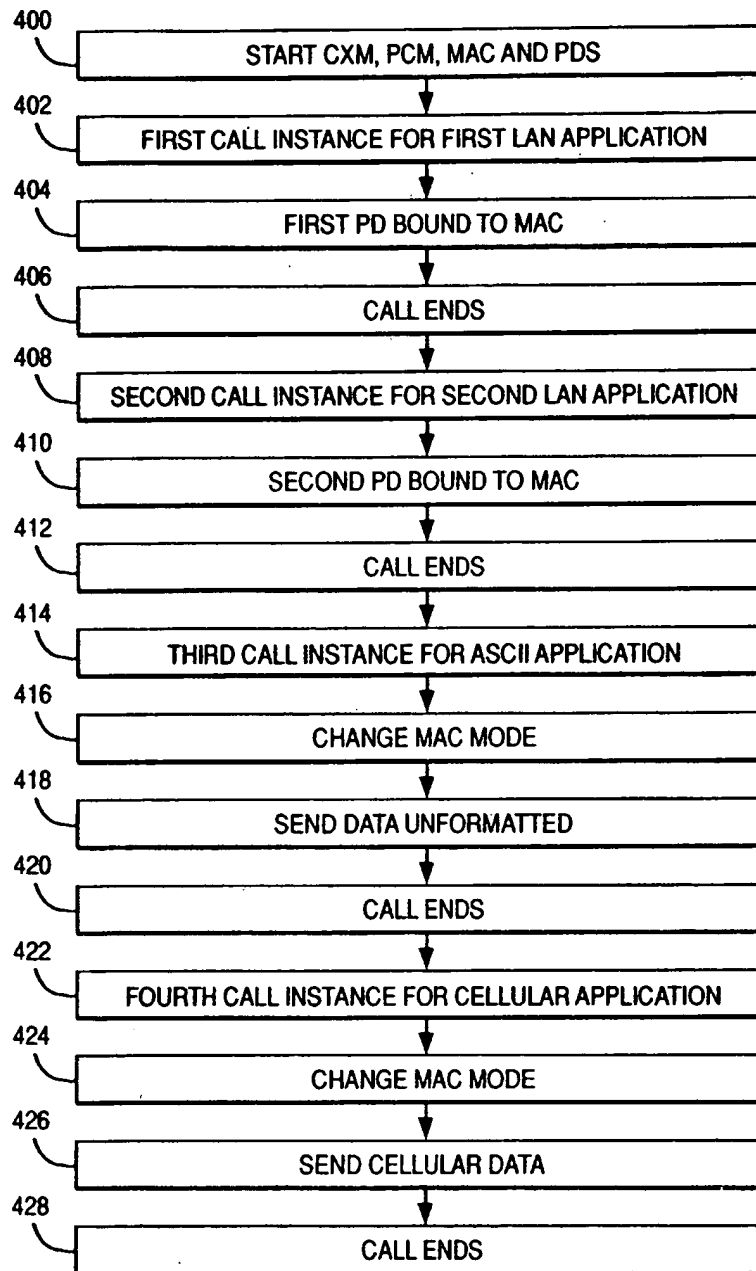 400
START CXM, PCM, MAC AND PDS
402
FIRST CALL INSTANCE FOR FIRST LAN APPLICATION
404
FIRST PD BOUND TO MAC
406
CALL ENDS
408
SECOND CALL INSTANCE FOR SECOND LAN APPLICATION
410
SECOND PD BOUND TO MAC
412
CALL ENDS
414
THIRD CALL INSTANCE FOR ASCII APPLICATION
416
CHANGE MAC MODE
418
SEND DATA UNFORMATTED
420
CALL ENDS
422
FOURTH CALL INSTANCE FOR CELLULAR APPLICATION
424
CHANGE MAC MODE
426
SEND CELLULAR DATA
428
CALL ENDS